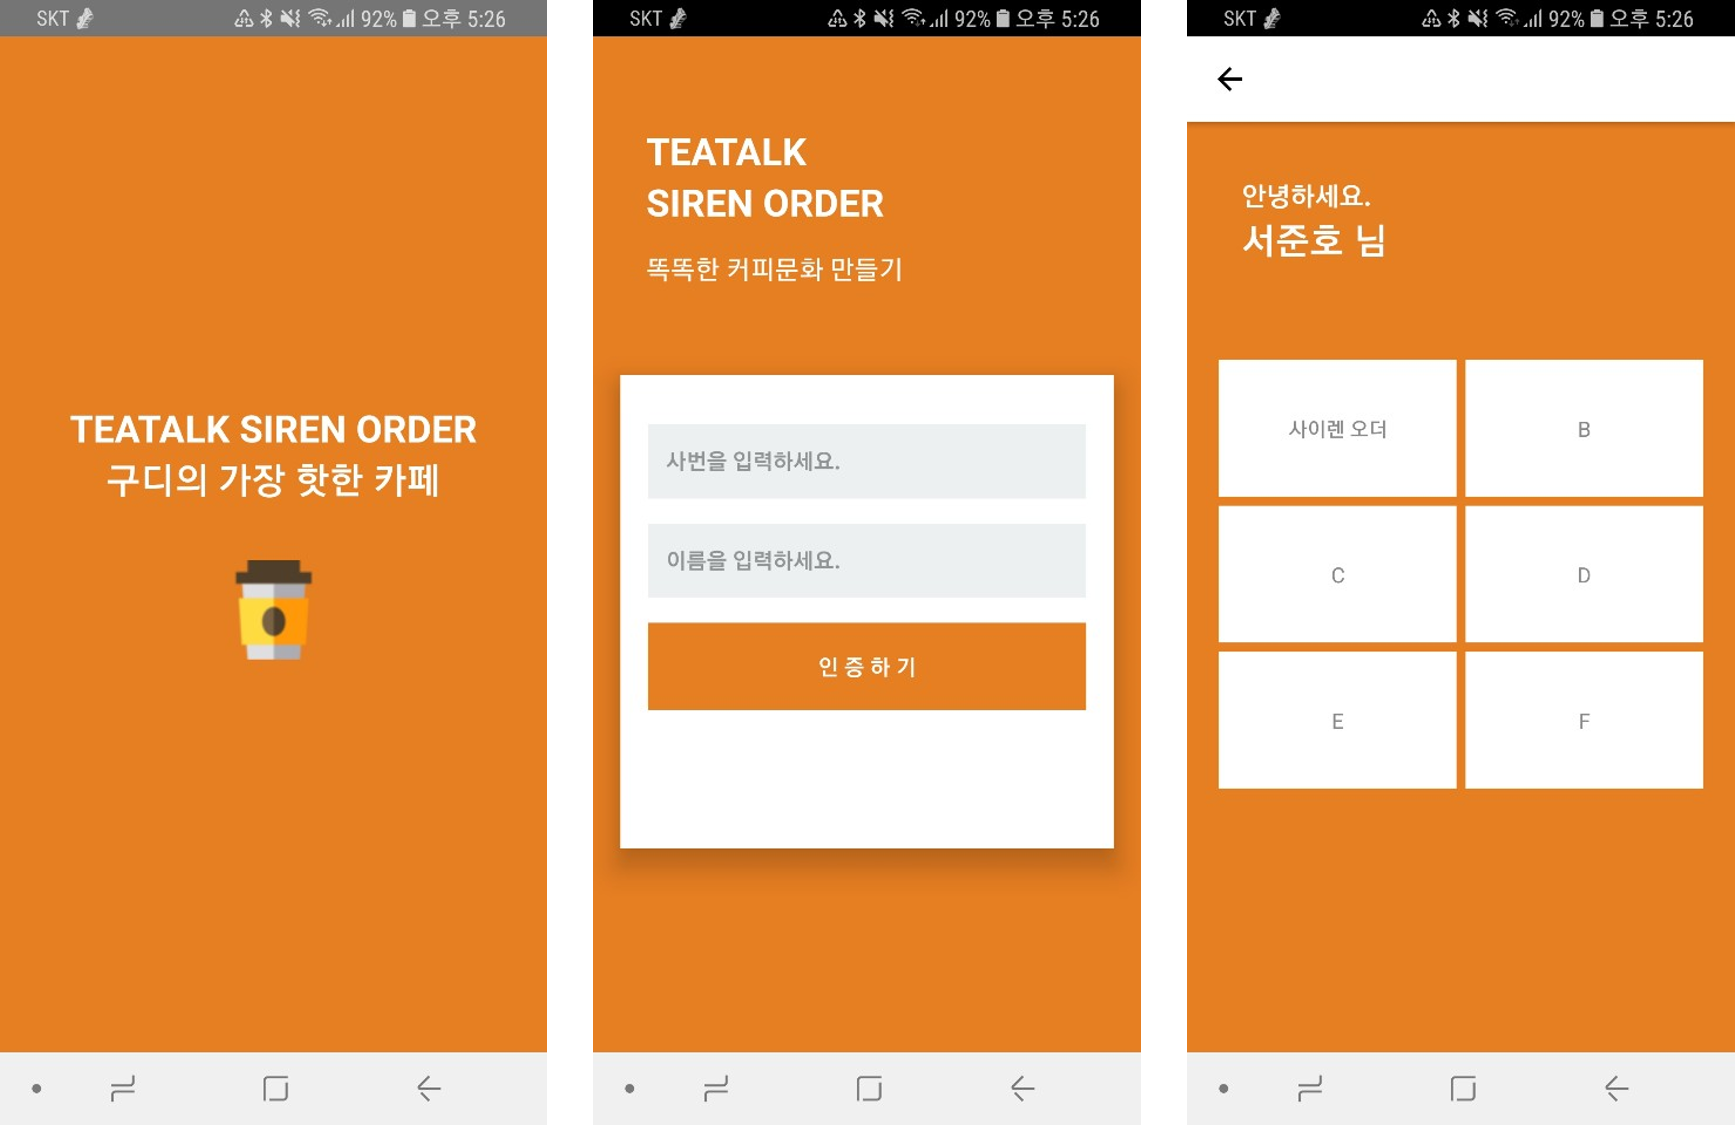 SKT 92% 오후 5:26
TEATALK SIREN ORDER
구디의 가장 핫한 카페
SKT 92% 오후 5:26
TEATALK
SIREN ORDER
똑똑한 커피문화 만들기
사번을 입력하세요.
이름을 입력하세요.
인 증 하 기
SKT 92% 오후 5:26
안녕하세요.
서준호 님
사이렌 오더
B
C
D
E
F